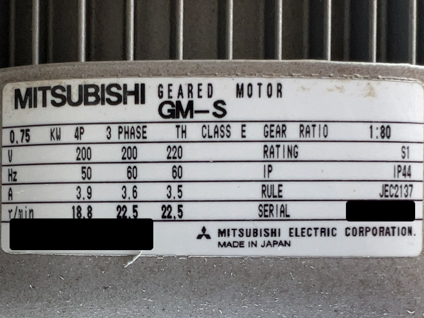 MITSUBISHI GEARED MOTOR
GM-S
0.75 KW 4P 3 PHASE TH CLASS E GEAR RATIO 1:80
V 200 200 220 RATING S1
Hz 50 60 60 IP IP44
A 3.9 3.6 3.5 RULE JEC2137
r/min 18.8 22.5 22.5 SERIAL
MITSUBISHI ELECTRIC CORPORATION.
MADE IN JAPAN